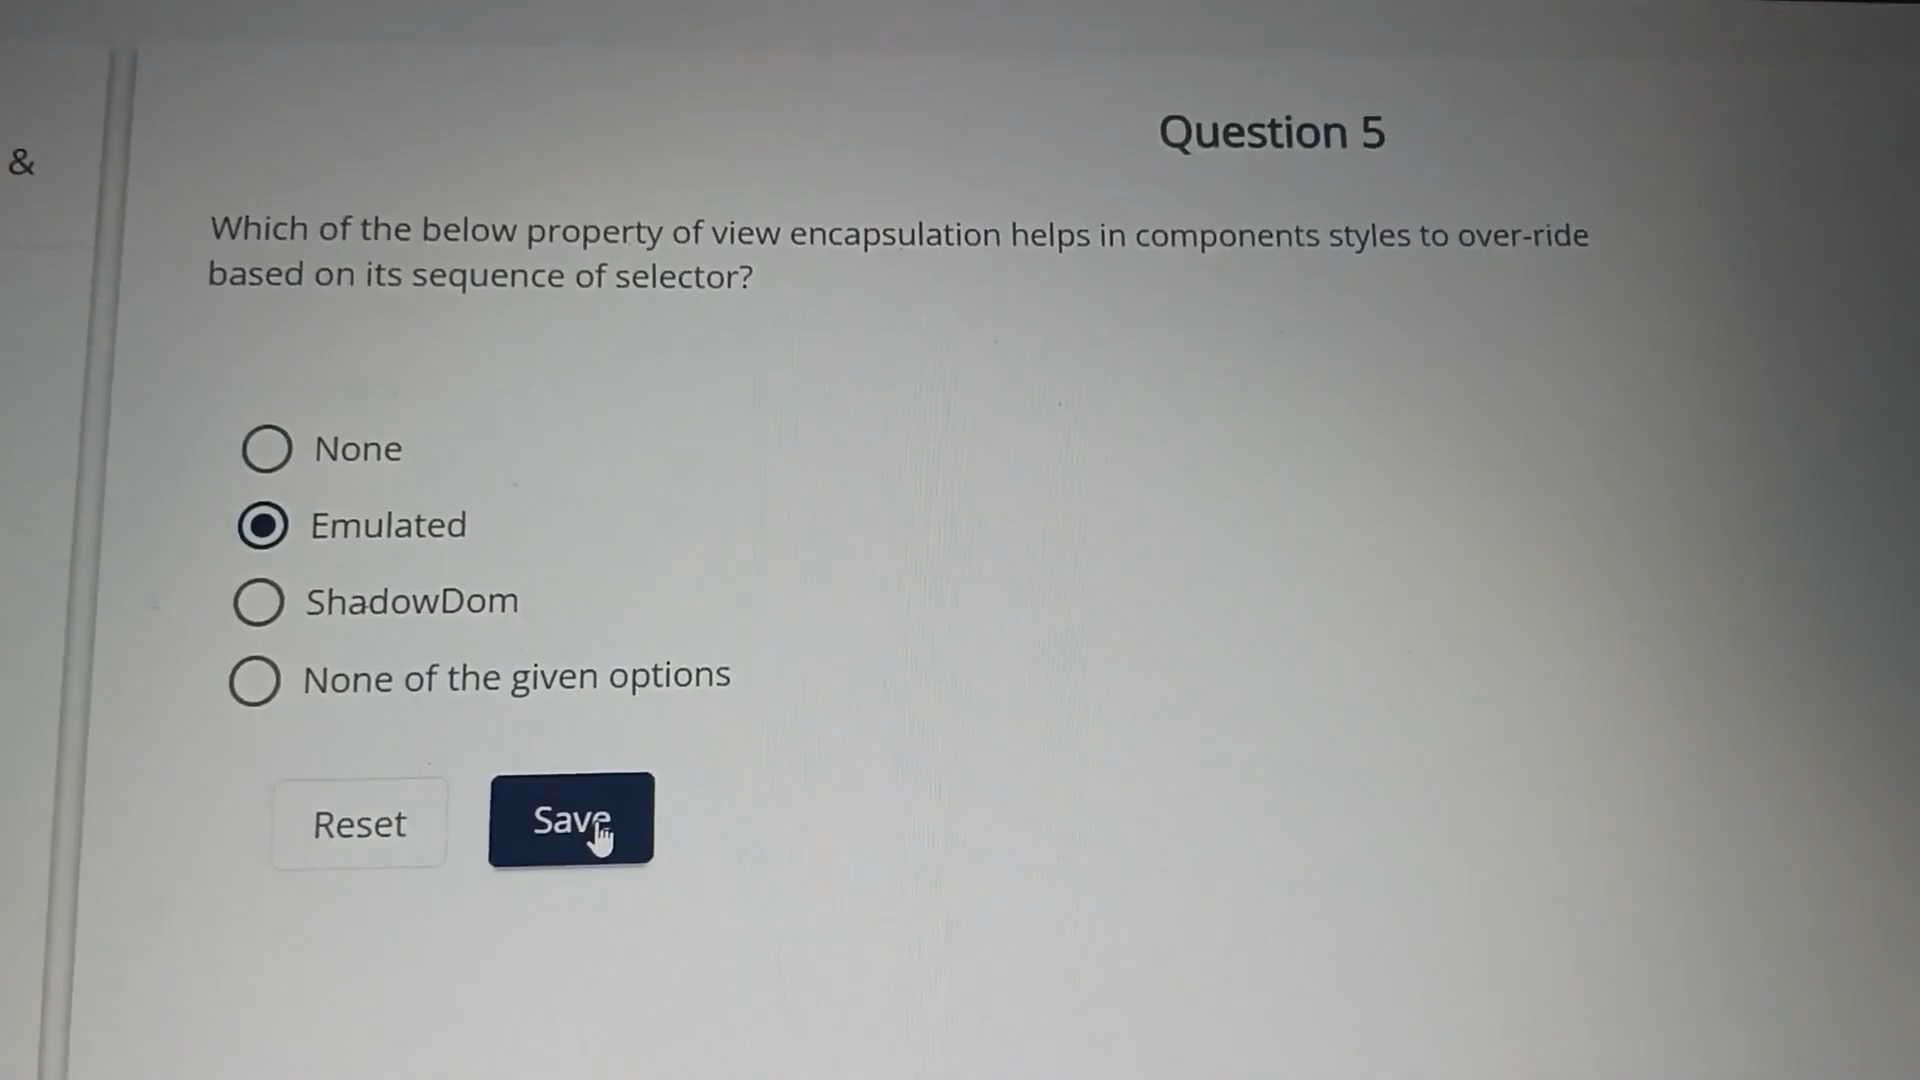 &
Question 5
Which of the below property of view encapsulation helps in components styles to over-ride
based on its sequence of selector?
None
Emulated
ShadowDom
None of the given options
Reset
Save